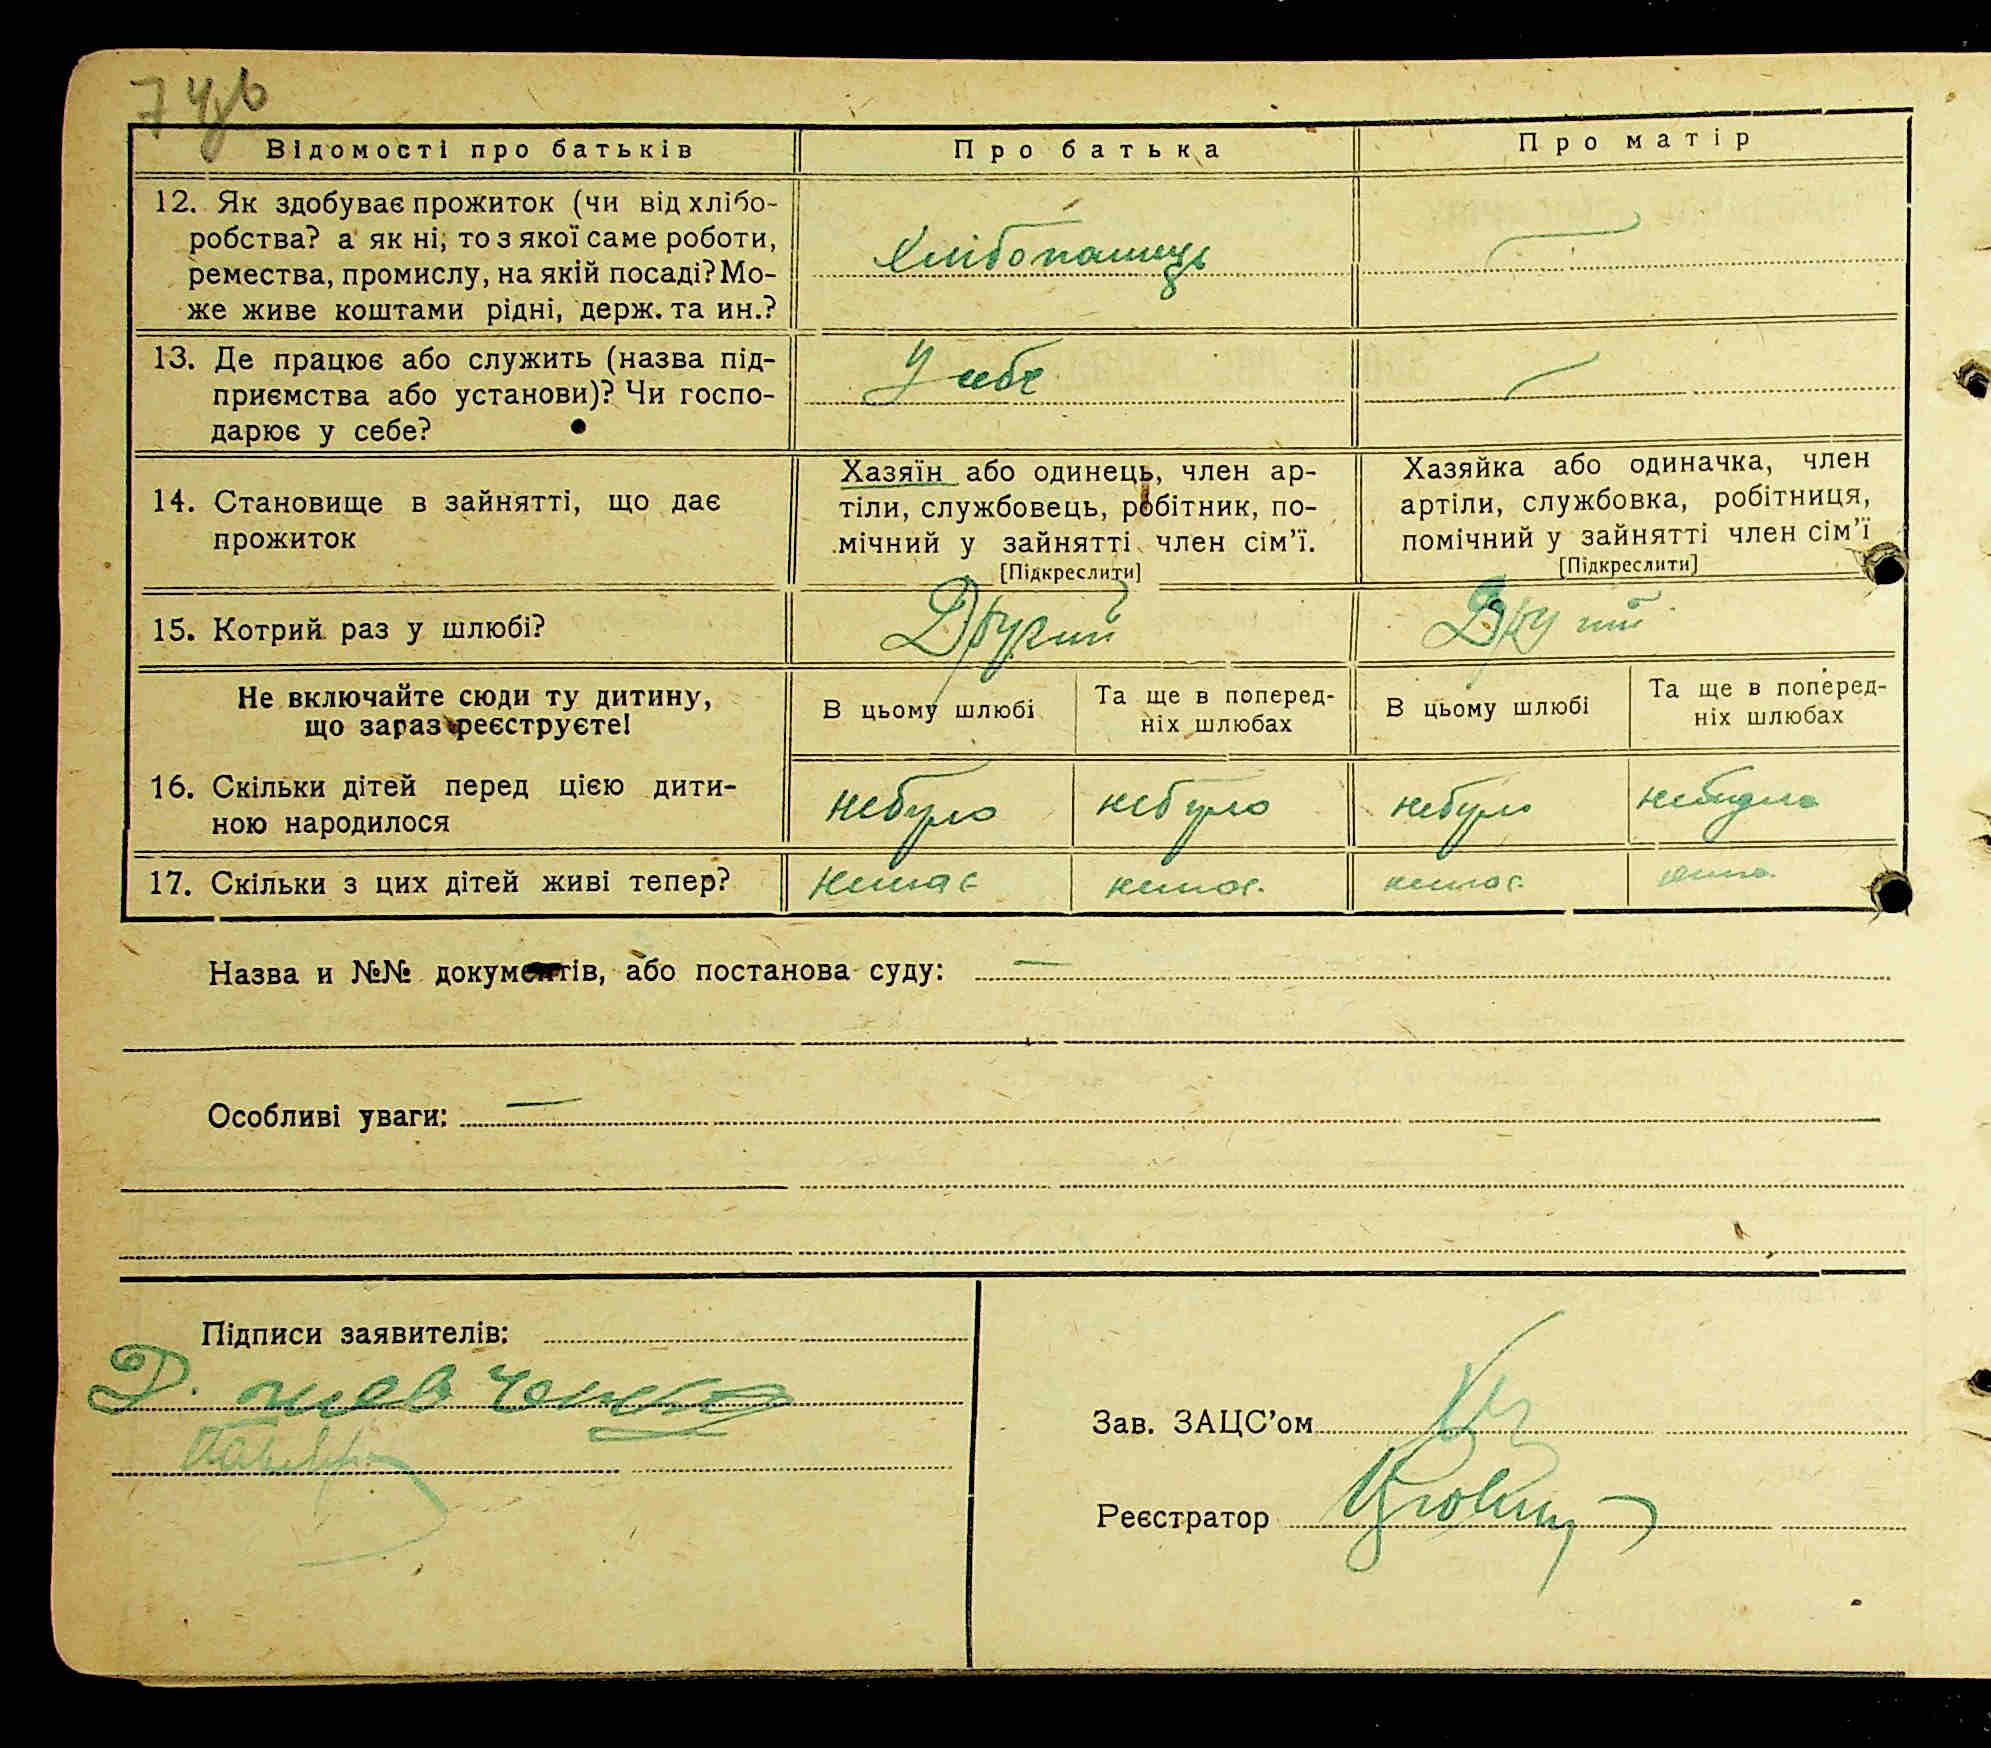 Відомості про батьків
Про батька
Про матір
12. Як здобуває прожиток (чи від хлібо-
робства? а як ні, то з якої саме роботи,
ремества, промислу, на якій посаді? Мо-
же живе коштами рідні, держ. та ин.?
Хлібопашець
13. Де працює або служить (назва під-
приємства або установи)? Чи госпо-
дарює у себе?
У себе
14. Становище в зайнятті, що дає
прожиток
Хазяїн або одинець, член ар-
тіли, службовець, робітник, по-
мічний у зайнятті член сім'ї.
[Підкреслити]
Хазяйка або одиначка, член
артіли, службовка, робітниця,
помічний у зайнятті член сім'ї
[Підкреслити]
15. Котрий раз у шлюбі?
Другий
Другий
Не включайте сюди ту дитину,
що зараз реєструєте!
В цьому шлюбі
Та ще в поперед-
ніх шлюбах
В цьому шлюбі
Та ще в поперед-
ніх шлюбах
16. Скільки дітей перед цією дити-
ною народилося
небуло
небуло
небуло
небуло
17. Скільки з цих дітей живі тепер?
немає
немає
немає
Назва и №№ документів, або постанова суду: —
Особливі уваги: —
Підписи заявителів:
Д. шевченко
Зав. ЗАЦС'ом
Реєстратор